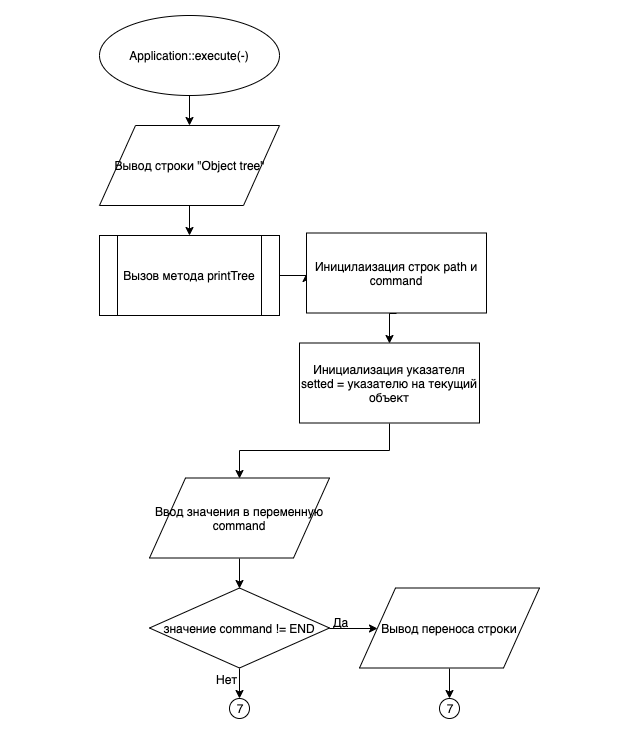 Application::execute(-)
Вывод строки "Object tree"
Вызов метода printTree
Иницилаизация строк path и
command
Инициализация указателя
setted = указателю на текущий
объект
Ввод значения в переменную
command
значение command != END
Да
Вывод переноса строки
Нет
7
7